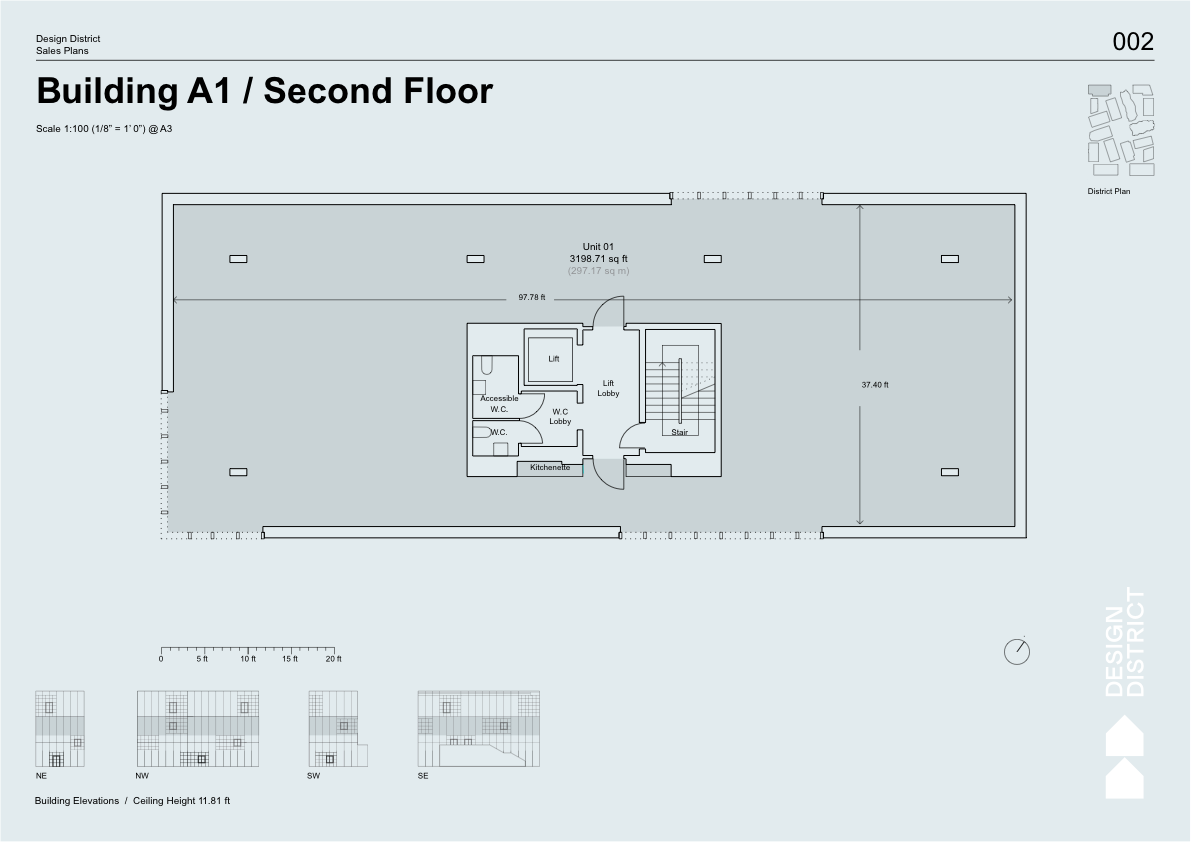 Design District
Sales Plans
002
Building A1 / Second Floor
Scale 1:100 (1/8" = 1' 0") @ A3
District Plan
Unit 01
3198.71 sq ft
(297.17 sq m)
97.78 ft
37.40 ft
Lift
Lift
Lobby
Accessible
W.C.
W.C
Lobby
W.C.
Stair
Kitchenette
0 5 ft 10 ft 15 ft 20 ft
DESIGN
DISTRICT
NE NW SW SE
Building Elevations / Ceiling Height 11.81 ft